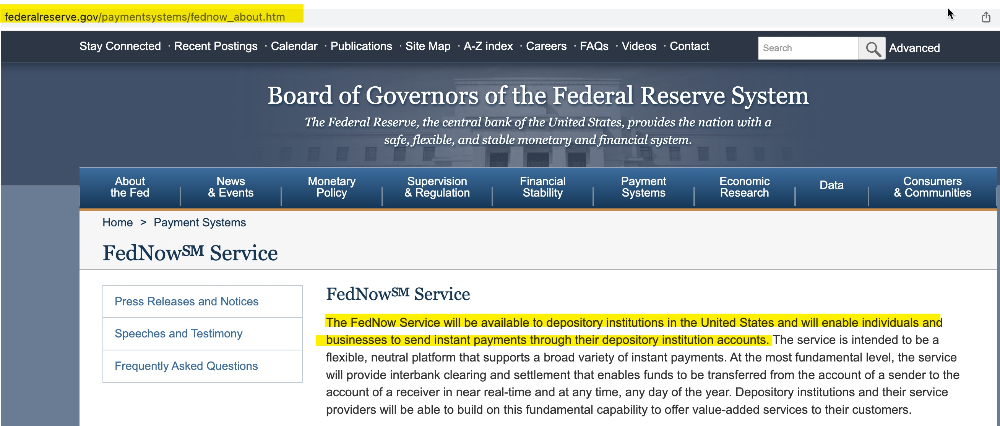 federalreserve.gov/paymentsystems/fednow_about.htm
Stay Connected · Recent Postings · Calendar · Publications · Site Map · A-Z index · Careers · FAQs · Videos · Contact
Search
Advanced
Board of Governors of the Federal Reserve System
The Federal Reserve, the central bank of the United States, provides the nation with a
safe, flexible, and stable monetary and financial system.
About
the Fed
News
& Events
Monetary
Policy
Supervision
& Regulation
Financial
Stability
Payment
Systems
Economic
Research
Data
Consumers
& Communities
Home > Payment Systems
FedNow℠ Service
Press Releases and Notices
Speeches and Testimony
Frequently Asked Questions
FedNow℠ Service
The FedNow Service will be available to depository institutions in the United States and will enable individuals and
businesses to send instant payments through their depository institution accounts. The service is intended to be a
flexible, neutral platform that supports a broad variety of instant payments. At the most fundamental level, the service
will provide interbank clearing and settlement that enables funds to be transferred from the account of a sender to the
account of a receiver in near real-time and at any time, any day of the year. Depository institutions and their service
providers will be able to build on this fundamental capability to offer value-added services to their customers.